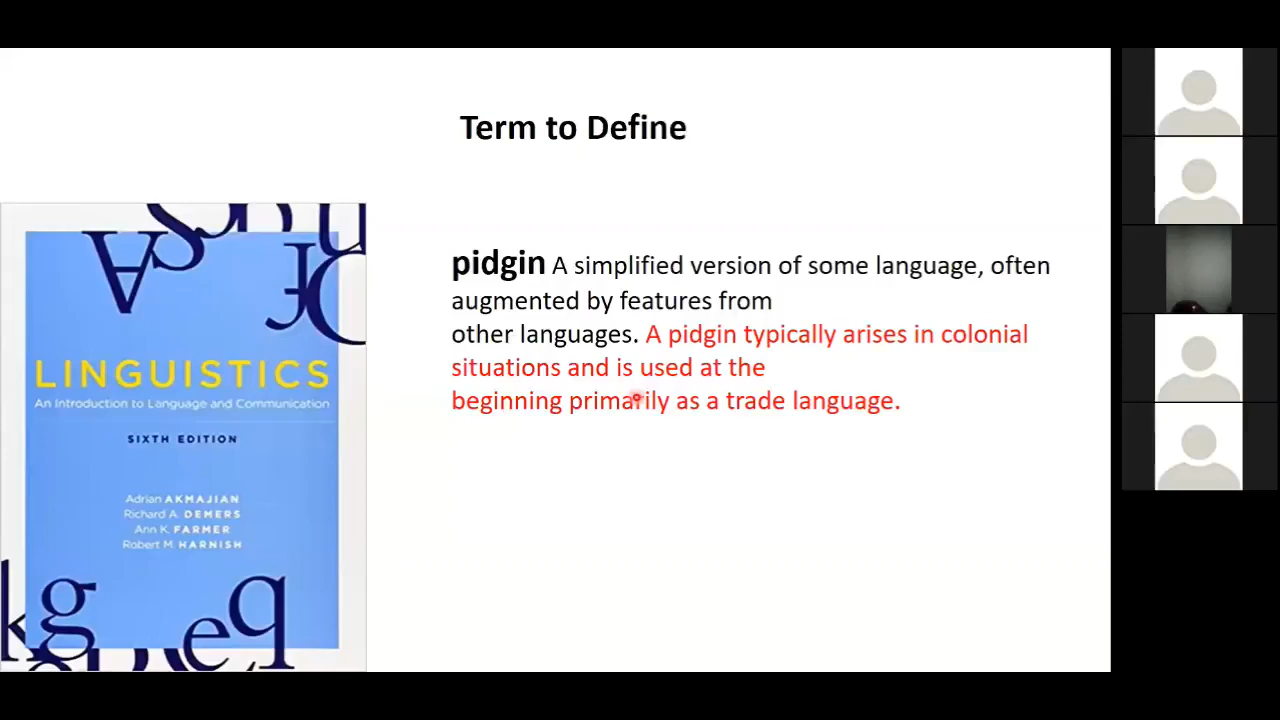 Term to Define
pidgin A simplified version of some language, often
augmented by features from
other languages. A pidgin typically arises in colonial
situations and is used at the
beginning primarily as a trade language.
LINGUISTICS
An Introduction to Language and Communication
SIXTH EDITION
Adrian AKMAJIAN
Richard A. DEMERS
Ann K. FARMER
Robert M. HARNISH